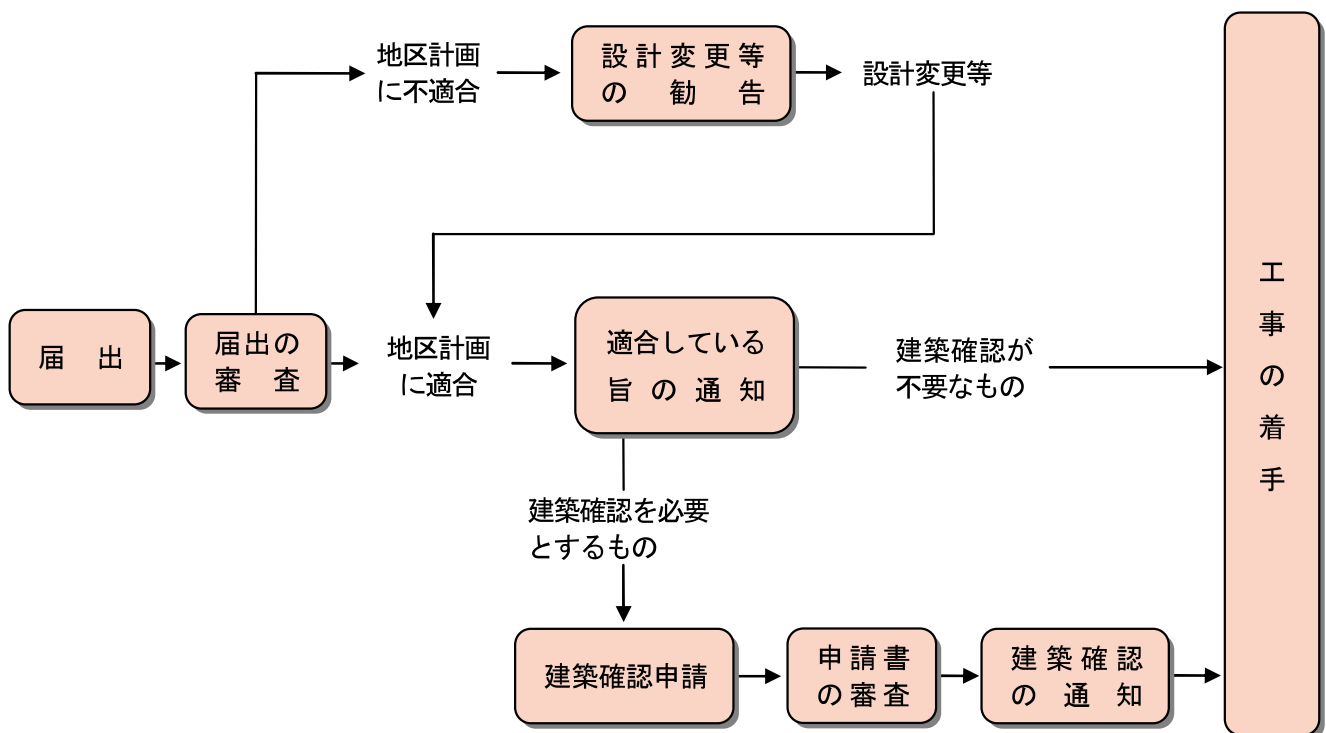 地区計画
に不適合
設計変更等
の勧告
設計変更等
届出
届出の
審査
地区計画
に適合
適合している
旨の通知
建築確認が
不要なもの
建築確認を必要
とするもの
建築確認申請
申請書
の審査
建築確認
の通知
工事の着手